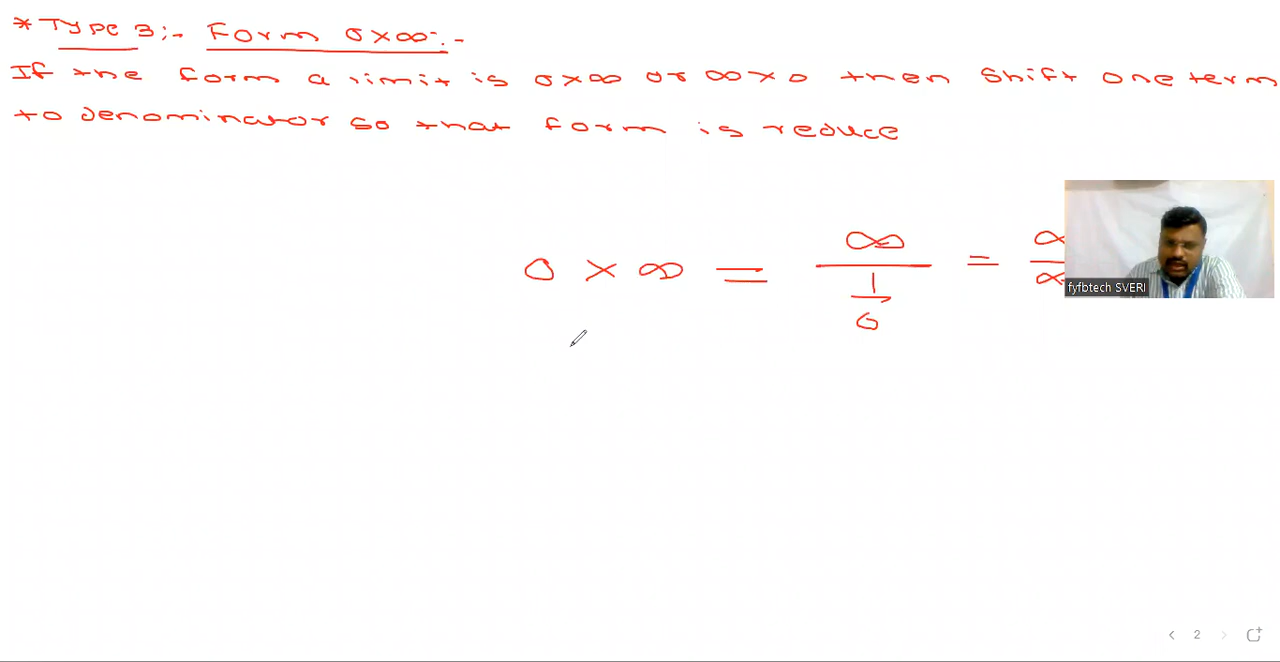 * TYPE 3:- Form 0×∞:-
If the form a limit is 0×∞ or ∞×0 then shift one term
to Denominator so that form is reduce
0 × ∞ = ∞/(1/0) = ∞/∞
fyfbtech SVERI
2